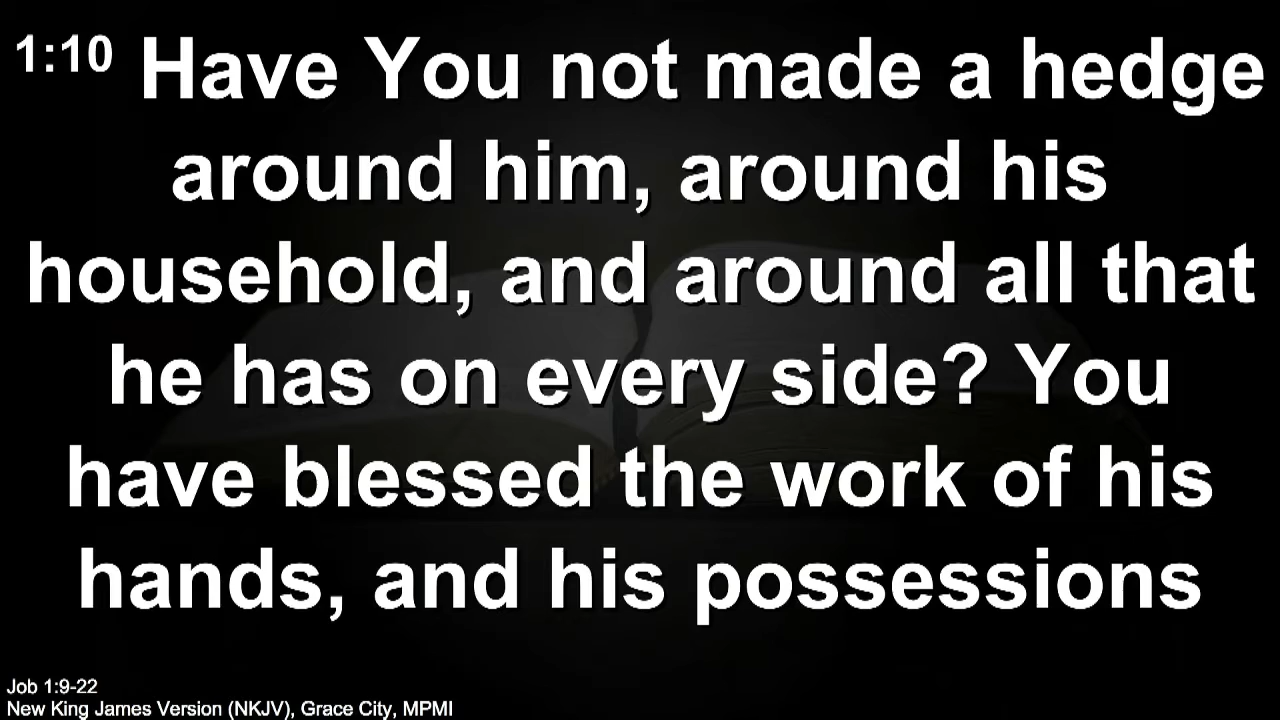 1:10 Have You not made a hedge
around him, around his
household, and around all that
he has on every side? You
have blessed the work of his
hands, and his possessions
Job 1:9-22
New King James Version (NKJV), Grace City, MPMI